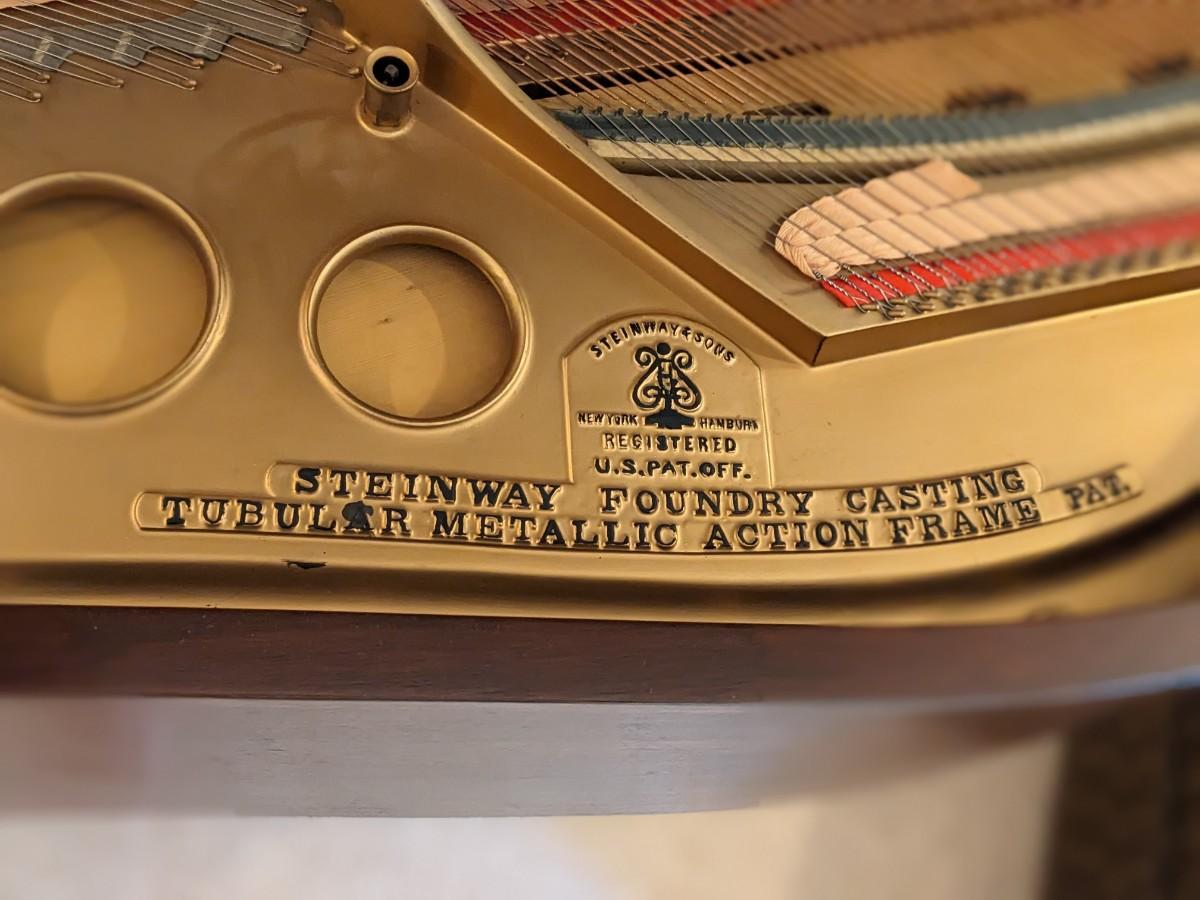 STEINWAY & SONS
NEW YORK HAMBURG
REGISTERED
U.S. PAT. OFF.
STEINWAY FOUNDRY CASTING
TUBULAR METALLIC ACTION FRAME PAT.